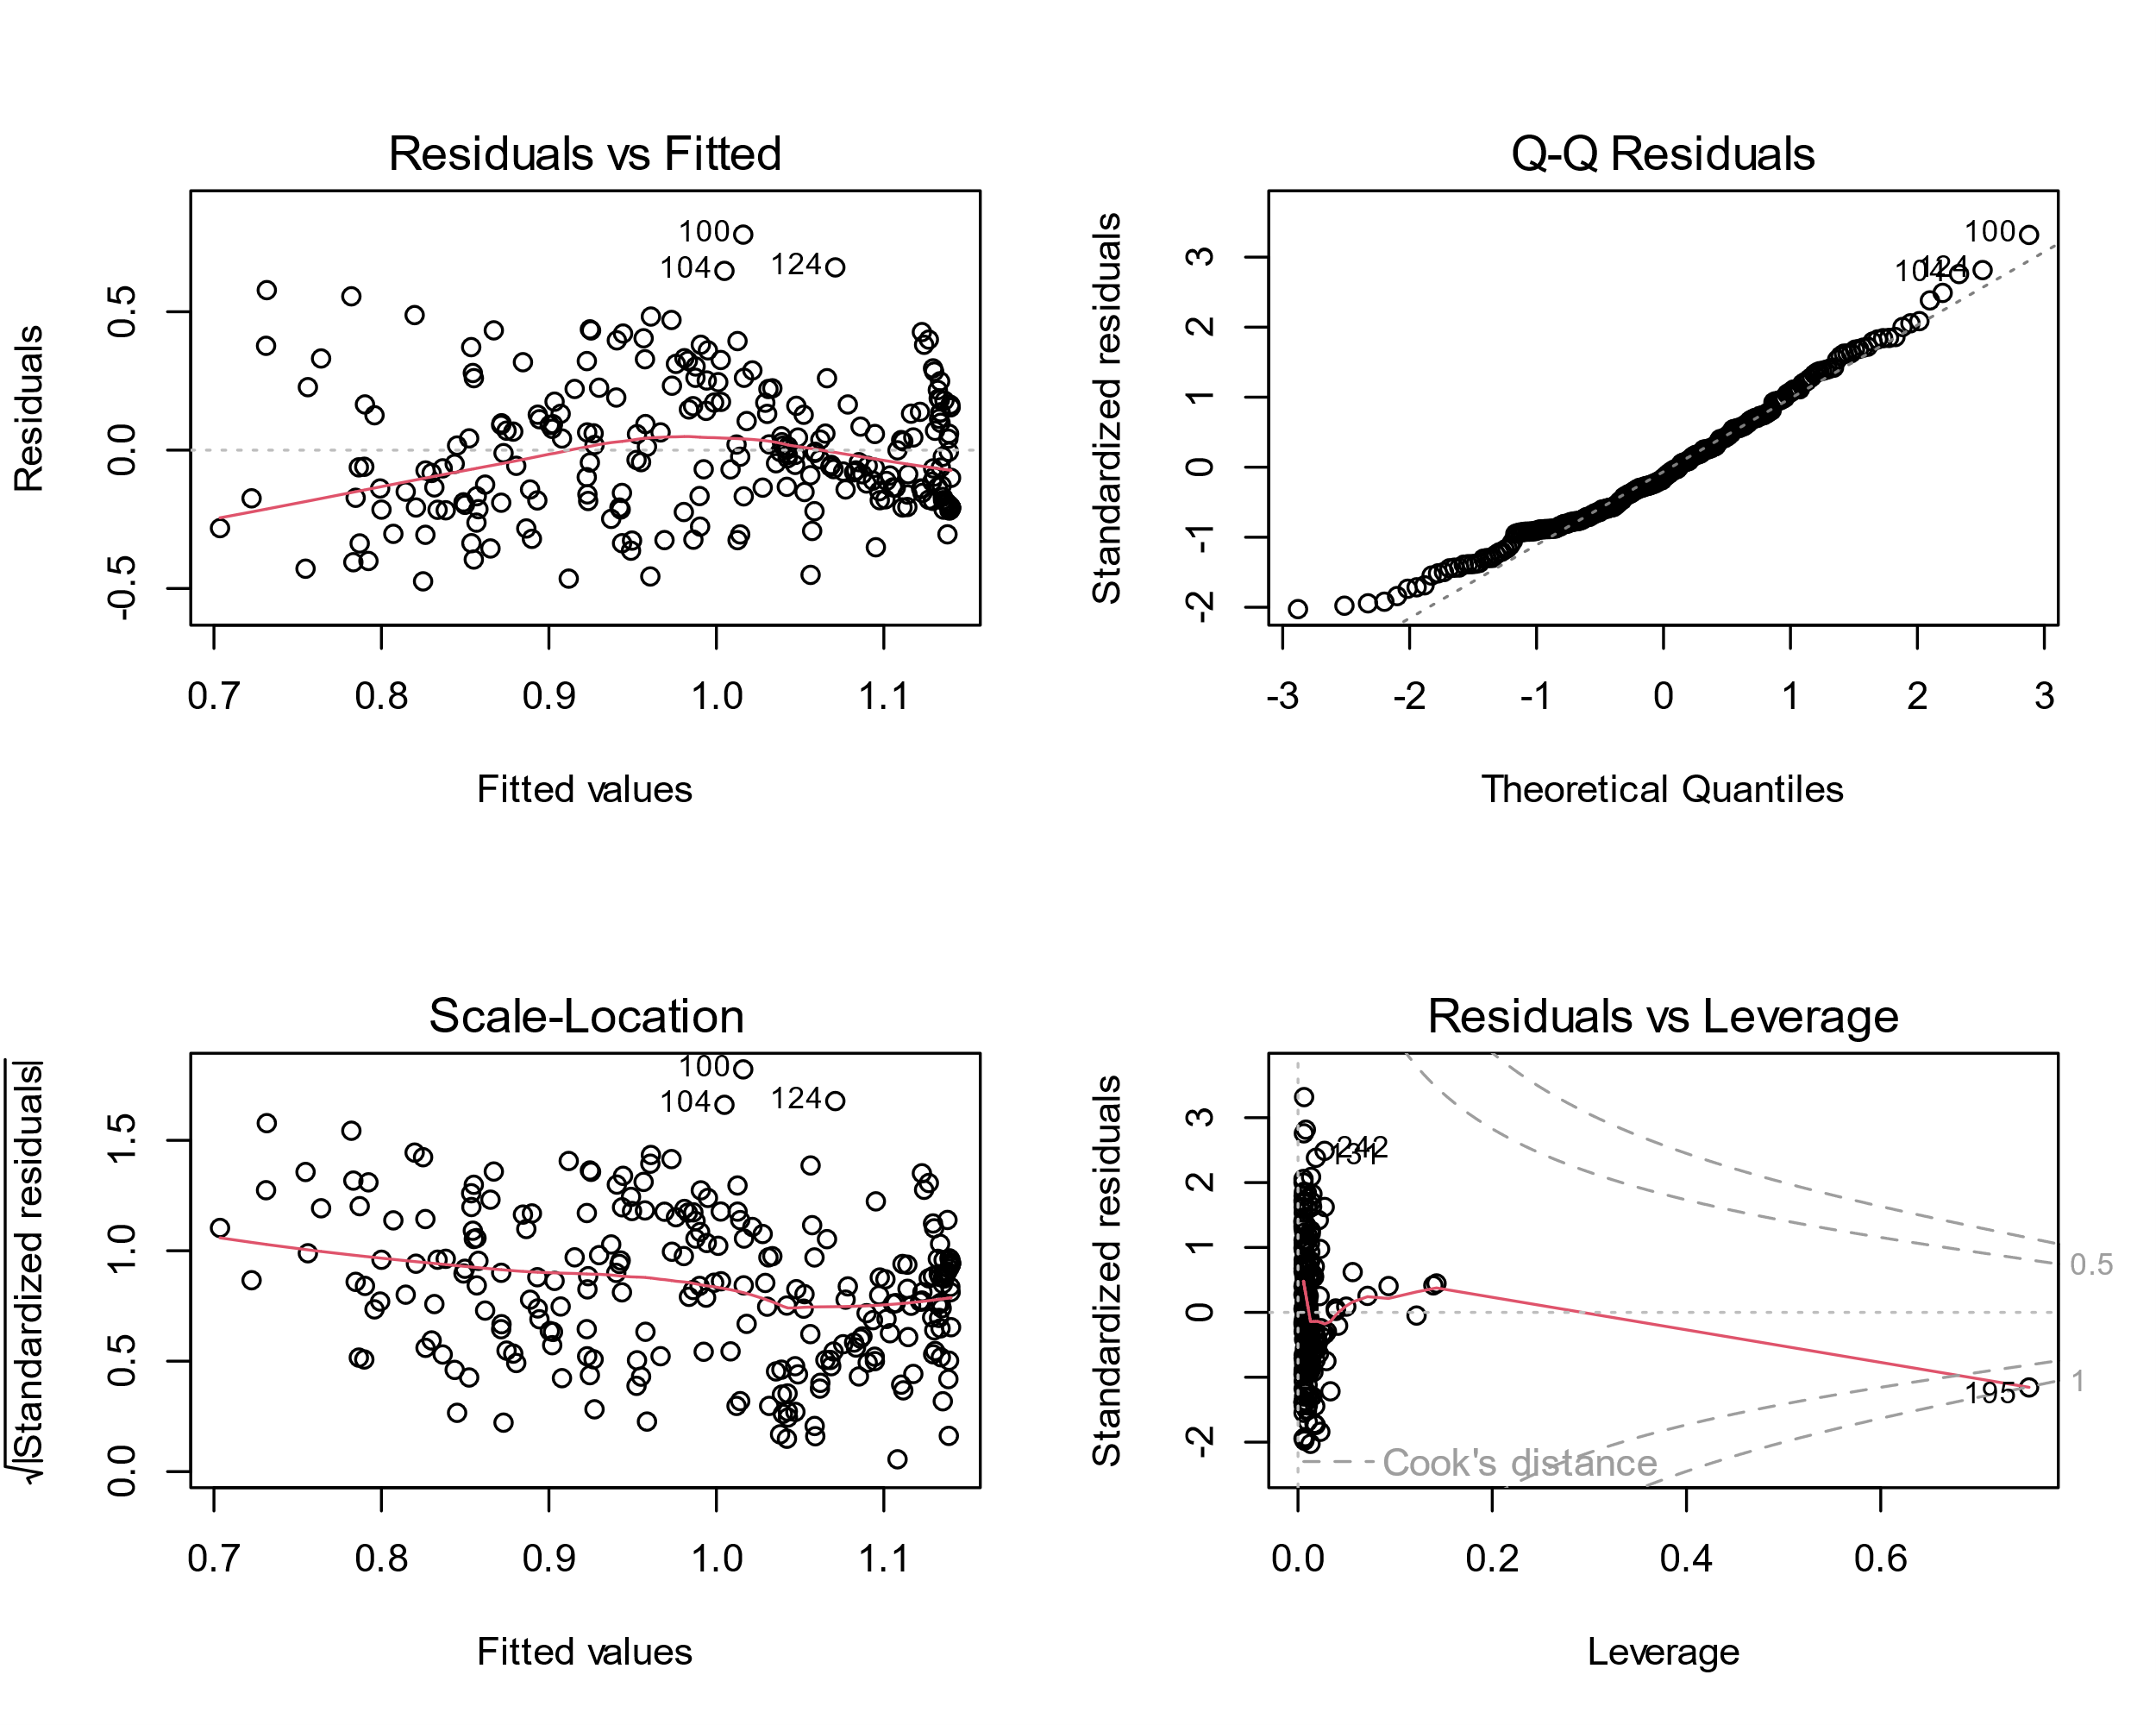 Residuals vs Fitted
Residuals
0.5
0.0
-0.5
100
104
124
0.7 0.8 0.9 1.0 1.1
Fitted values
Q-Q Residuals
Standardized residuals
3
2
1
0
-1
-2
100
124
104
-3 -2 -1 0 1 2 3
Theoretical Quantiles
Scale-Location
√|Standardized residuals|
1.5
1.0
0.5
0.0
100
104
124
0.7 0.8 0.9 1.0 1.1
Fitted values
Residuals vs Leverage
Standardized residuals
3
2
1
0
-2
242
131
195
0.5
1
Cook's distance
0.0 0.2 0.4 0.6
Leverage